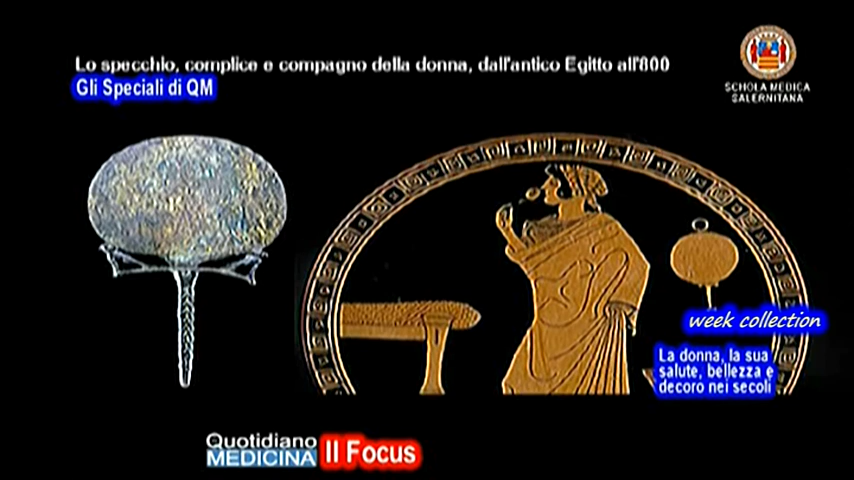 Lo specchio, complice e compagno della donna, dall'antico Egitto all'800
Gli Speciali di QM
SCHOLA MEDICA
SALERNITANA
week collection
La donna, la sua
salute, bellezza e
decoro nei secoli
Quotidiano
MEDICINA
Il Focus